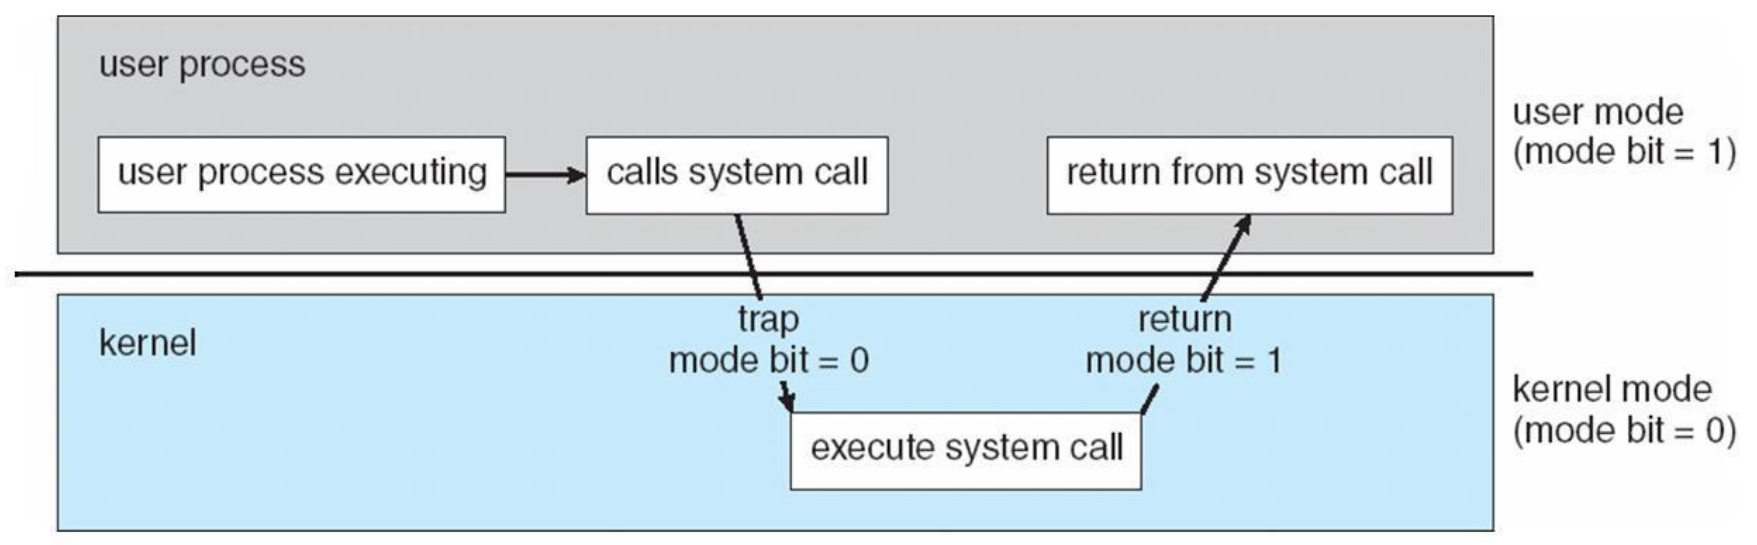 user process
user process executing
calls system call
return from system call
user mode
(mode bit = 1)
kernel
trap
mode bit = 0
return
mode bit = 1
execute system call
kernel mode
(mode bit = 0)